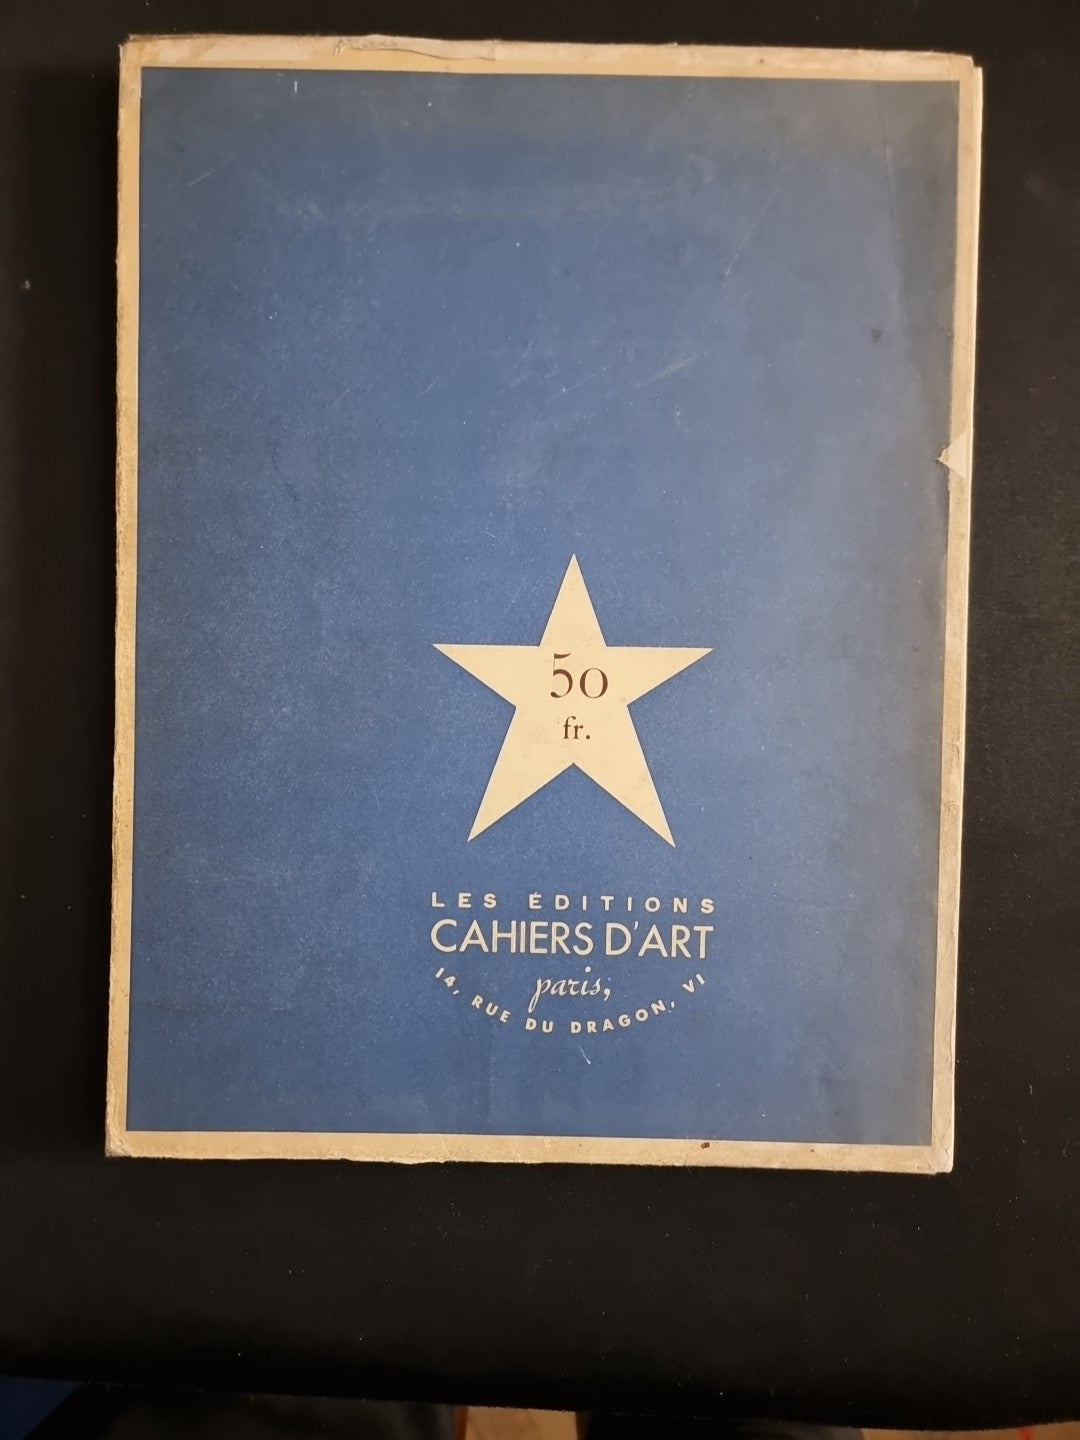 50
fr.
LES ÉDITIONS
CAHIERS D'ART
paris,
14, RUE DU DRAGON, VI